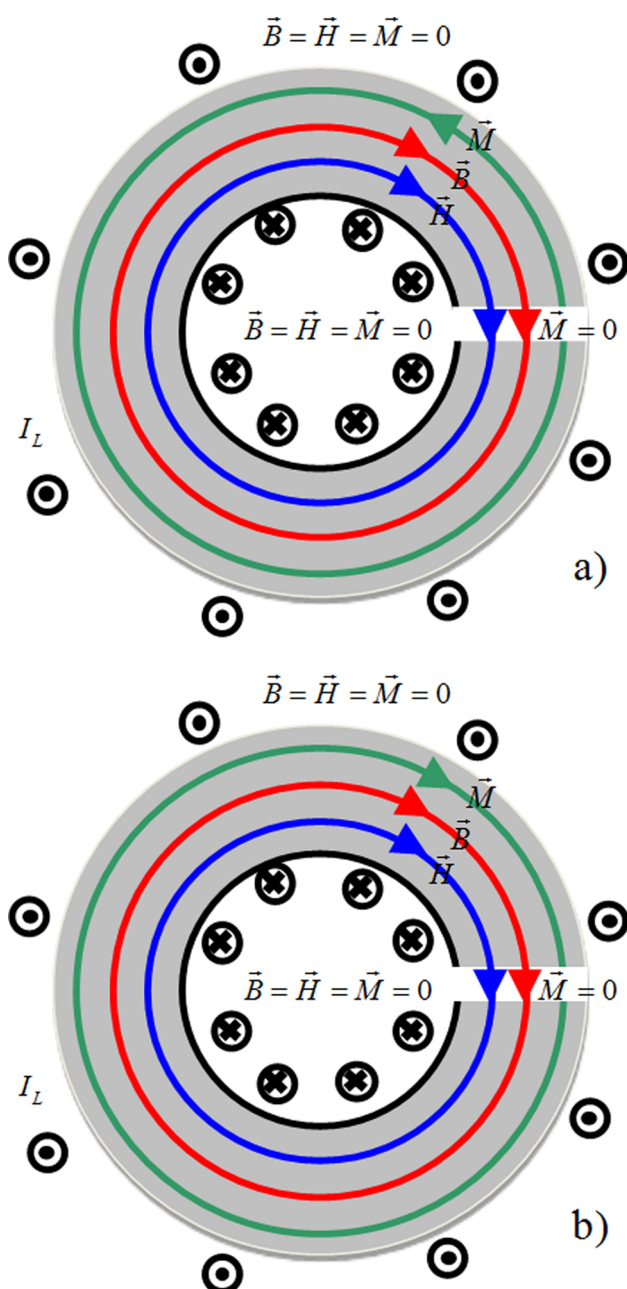 B⃗ = H⃗ = M⃗ = 0
M⃗
B⃗
H⃗
B⃗ = H⃗ = M⃗ = 0 M⃗ = 0
I_L
a)
B⃗ = H⃗ = M⃗ = 0
M⃗
B⃗
H⃗
B⃗ = H⃗ = M⃗ = 0 M⃗ = 0
I_L
b)